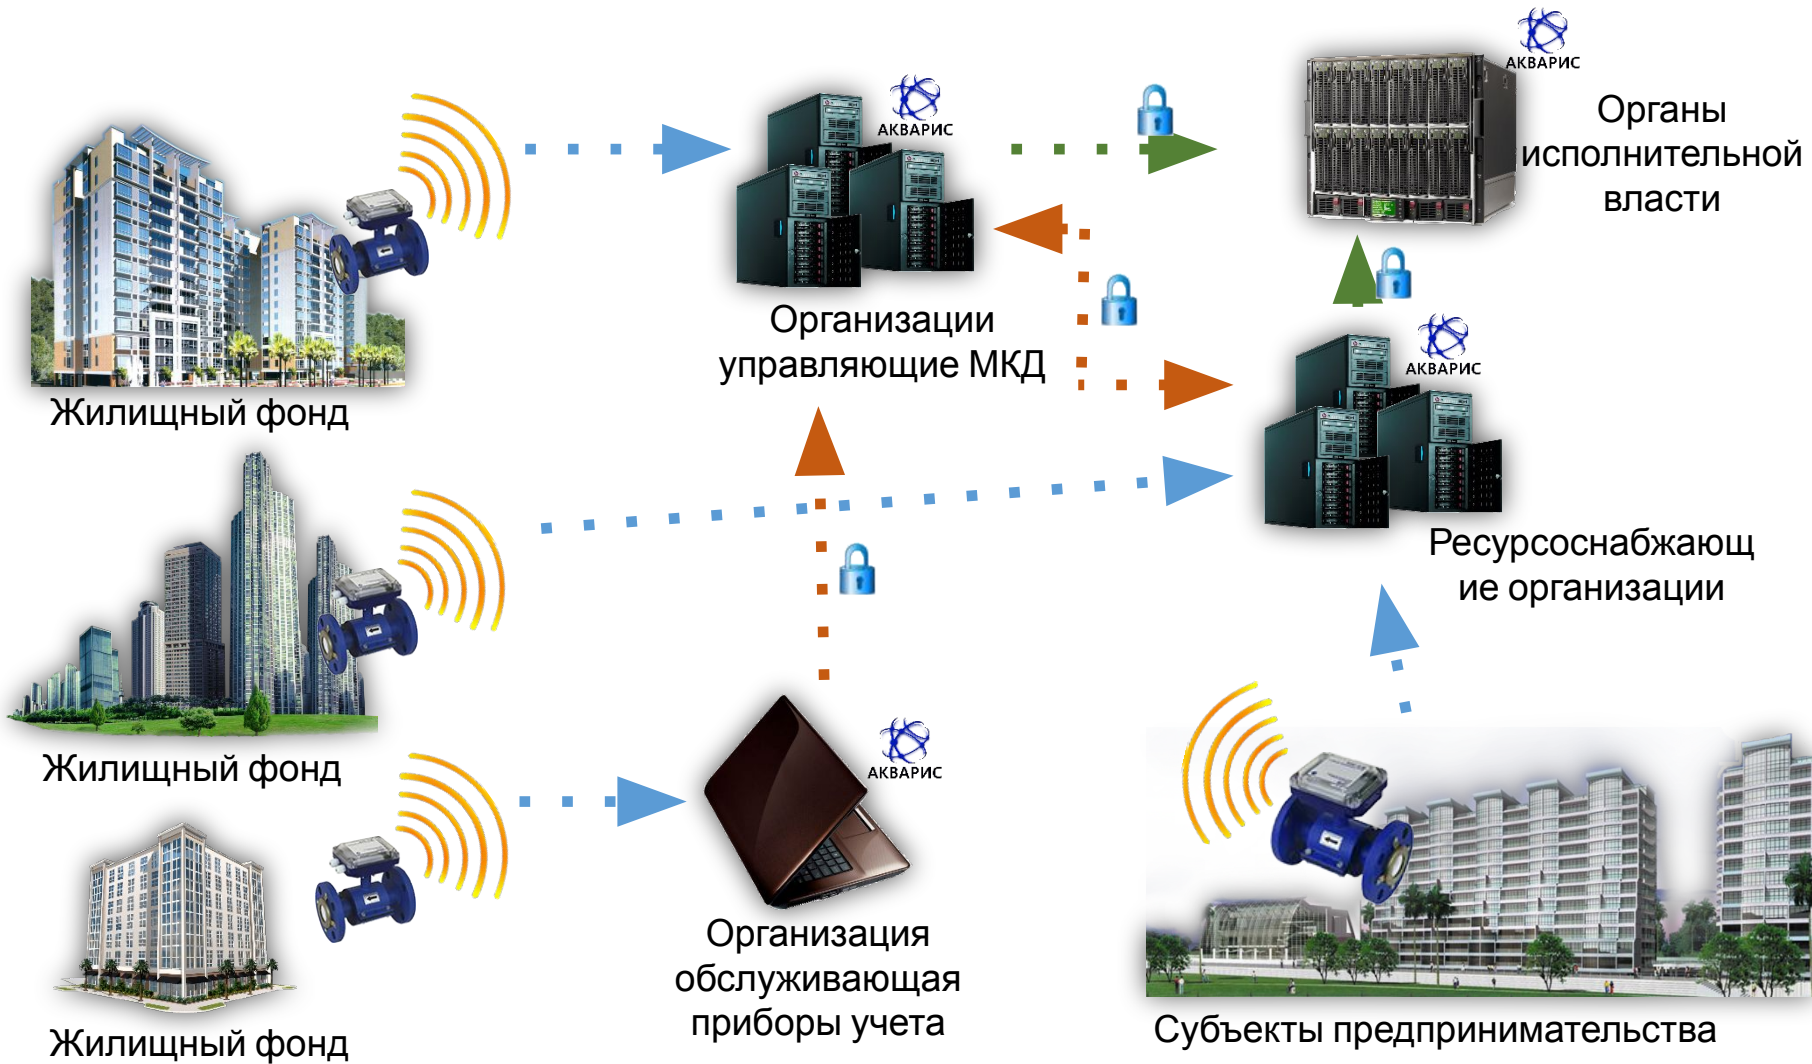 АКВАРИС
Органы
исполнительной
власти
АКВАРИС
Организации
управляющие МКД
АКВАРИС
Жилищный фонд
Ресурсоснабжающ
ие организации
Жилищный фонд
АКВАРИС
Организация
обслуживающая
приборы учета
Субъекты предпринимательства
Жилищный фонд